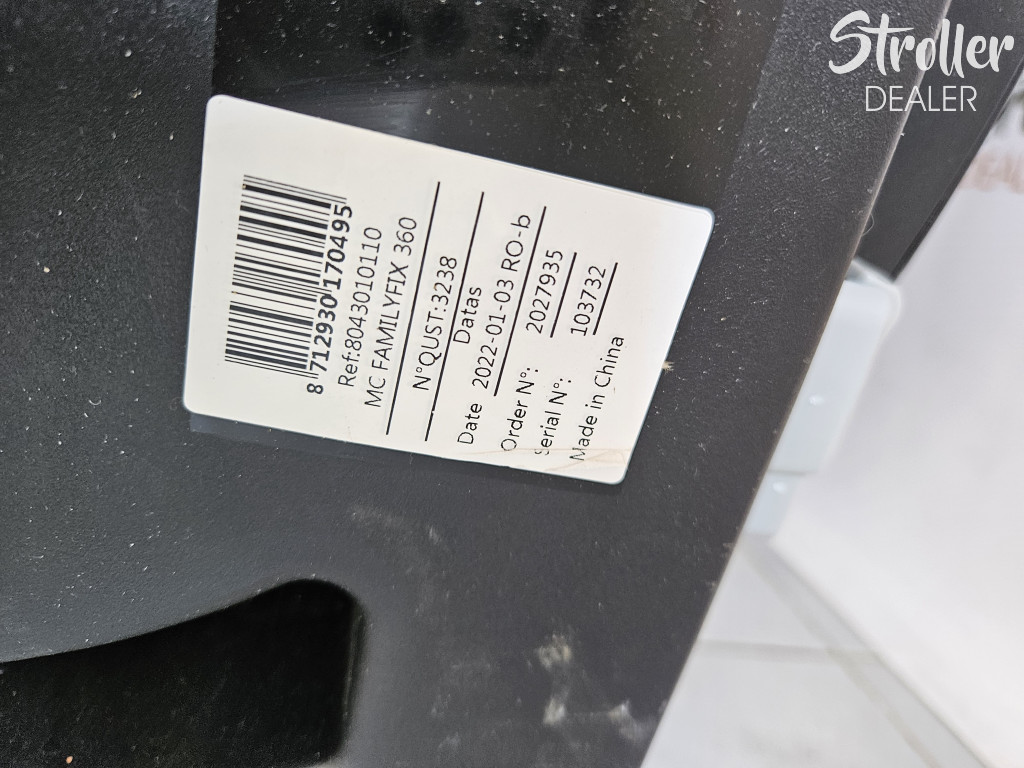 Stroller
DEALER
8 712930 170495
Ref:8043010110
MC FAMILYFIX 360
N°QUST:3238
Datas
Date 2022-01-03 RO-b
Order N°: 2027935
Serial N°: 103732
Made in China